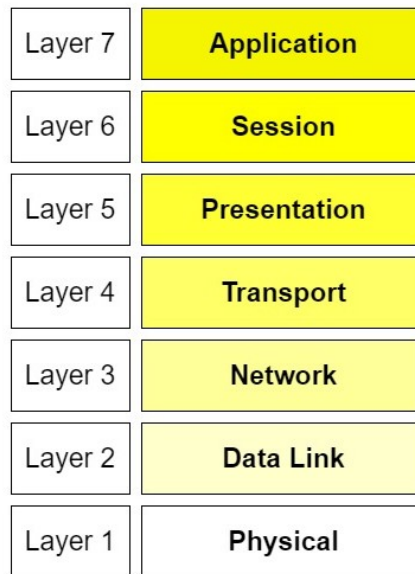 Layer 7 Application
Layer 6 Session
Layer 5 Presentation
Layer 4 Transport
Layer 3 Network
Layer 2 Data Link
Layer 1 Physical